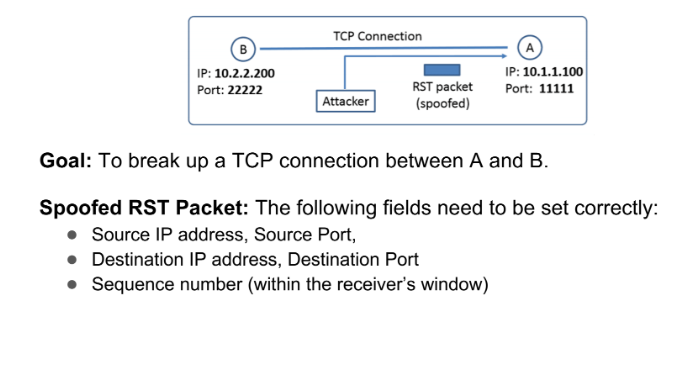 TCP Connection
B
A
IP: 10.2.2.200
Port: 22222
Attacker
RST packet
(spoofed)
IP: 10.1.1.100
Port: 11111
Goal: To break up a TCP connection between A and B.
Spoofed RST Packet: The following fields need to be set correctly:
● Source IP address, Source Port,
● Destination IP address, Destination Port
● Sequence number (within the receiver’s window)